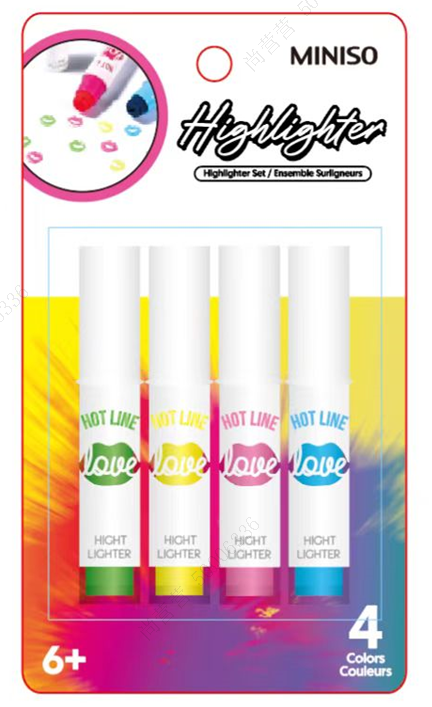 MINISO
Highlighter
Highlighter Set / Ensemble Surligneurs
HOT LINE
love
HIGHT
LIGHTER
HOT LINE
love
HIGHT
LIGHTER
HOT LINE
love
HIGHT
LIGHTER
HOT LINE
love
HIGHT
LIGHTER
6+
4
Colors
Couleurs